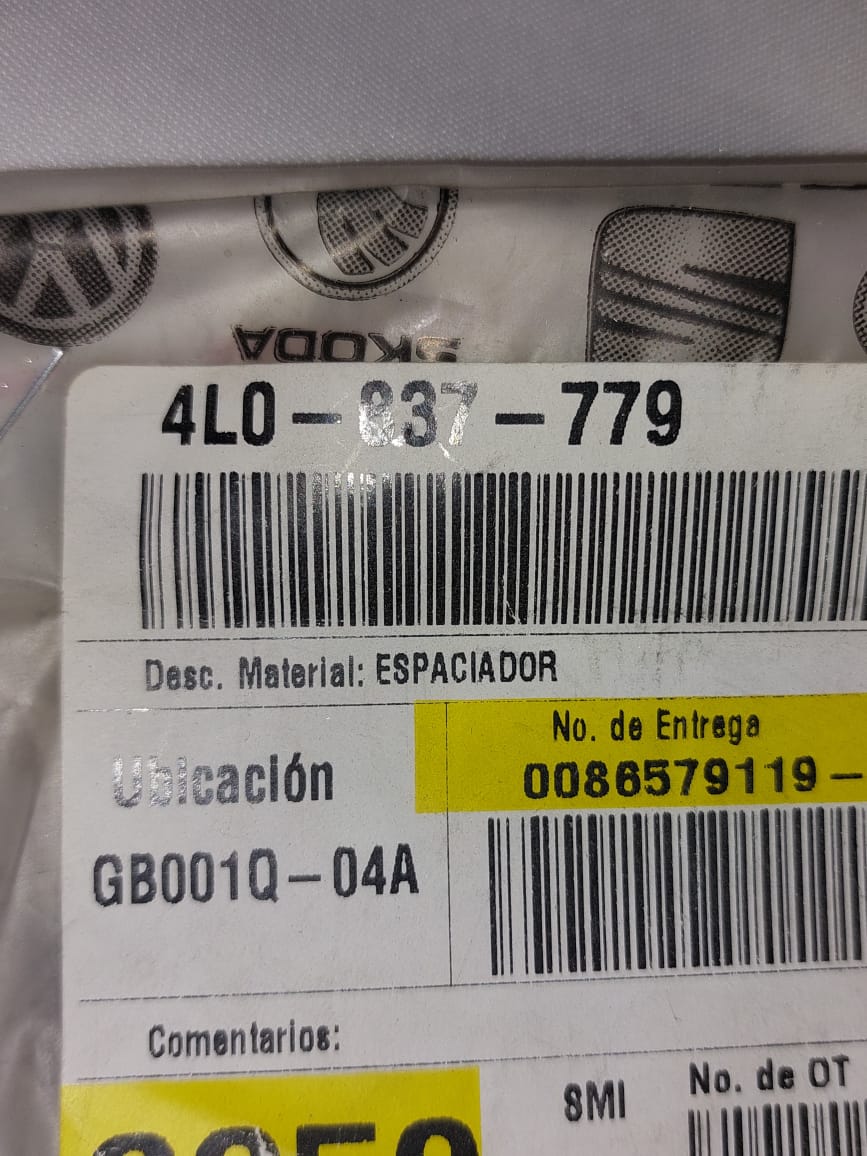 SKODA
4L0-837-779
Desc. Material: ESPACIADOR
No. de Entrega
0086579119-
Ubicación
GB001Q-04A
Comentarios:
8MI
No. de OT